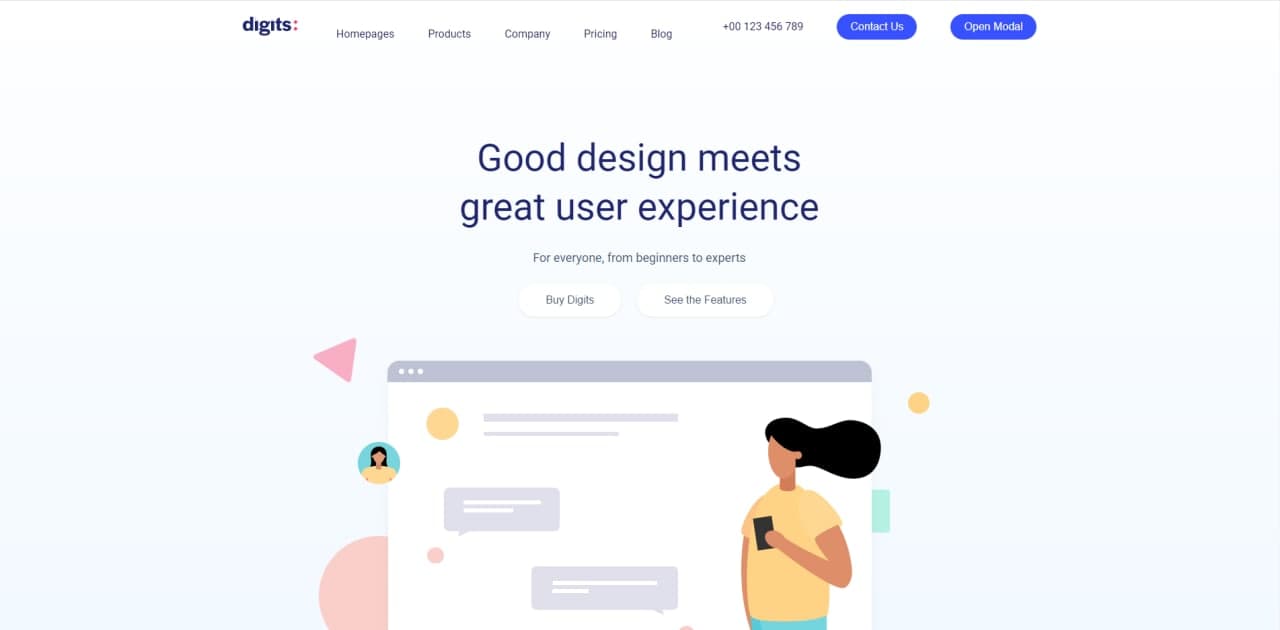 digits:
Homepages
Products
Company
Pricing
Blog
+00 123 456 789
Contact Us
Open Modal
Good design meets
great user experience
For everyone, from beginners to experts
Buy Digits
See the Features